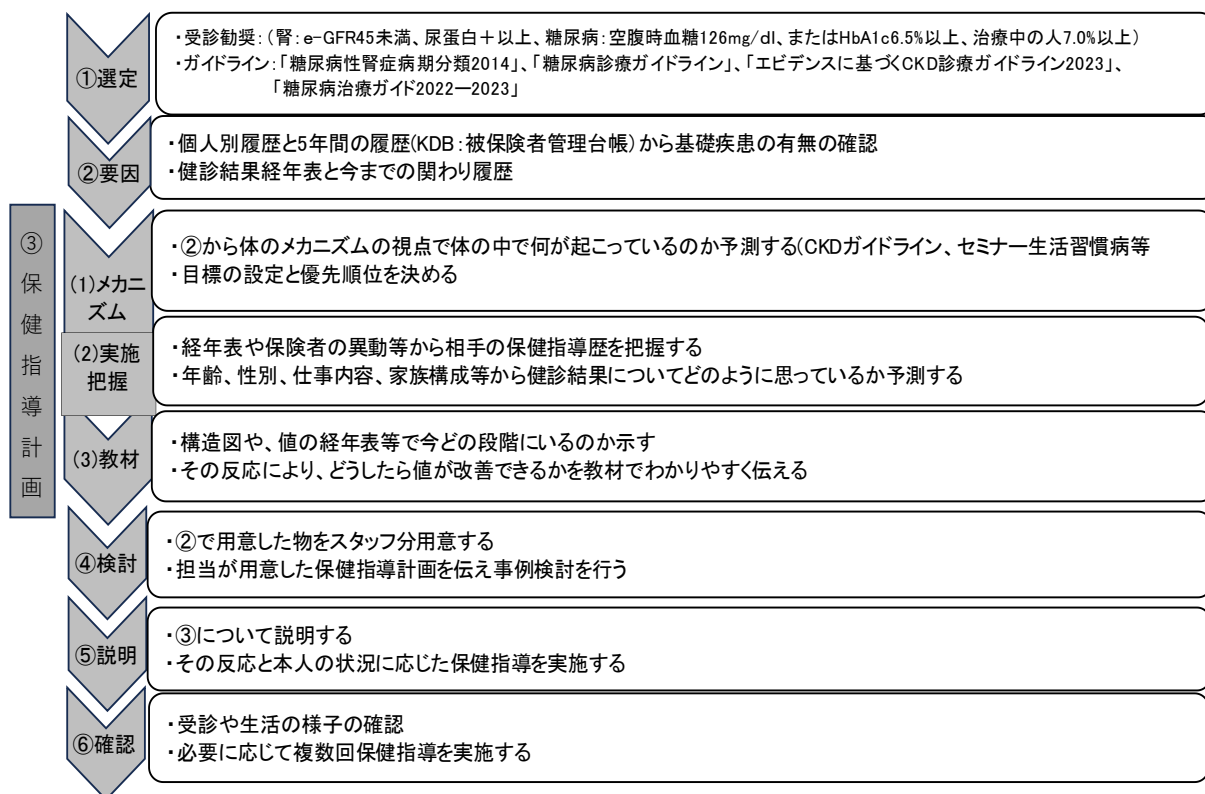 ①選定
・受診勧奨：（腎：e-GFR45未満、尿蛋白＋以上、糖尿病：空腹時血糖126mg/dl、またはHbA1c6.5%以上、治療中の人7.0%以上）
・ガイドライン：「糖尿病性腎症病期分類2014」、「糖尿病診療ガイドライン」、「エビデンスに基づくCKD診療ガイドライン2023」、
「糖尿病治療ガイド2022ー2023」
②要因
・個人別履歴と5年間の履歴(KDB：被保険者管理台帳）から基礎疾患の有無の確認
・健診結果経年表と今までの関わり履歴
③保健指導計画
(1)メカニ
ズム
・②から体のメカニズムの視点で体の中で何が起こっているのか予測する(CKDガイドライン、セミナー生活習慣病等
・目標の設定と優先順位を決める
(2)実施
把握
・経年表や保険者の異動等から相手の保健指導歴を把握する
・年齢、性別、仕事内容、家族構成等から健診結果についてどのように思っているか予測する
(3)教材
・構造図や、値の経年表等で今どの段階にいるのか示す
・その反応により、どうしたら値が改善できるかを教材でわかりやすく伝える
④検討
・②で用意した物をスタッフ分用意する
・担当が用意した保健指導計画を伝え事例検討を行う
⑤説明
・③について説明する
・その反応と本人の状況に応じた保健指導を実施する
⑥確認
・受診や生活の様子の確認
・必要に応じて複数回保健指導を実施する